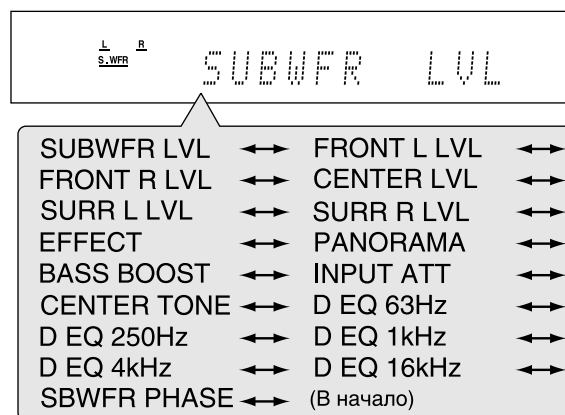 L R
S.WFR
SUBWFR LVL
SUBWFR LVL ↔ FRONT L LVL ↔
FRONT R LVL ↔ CENTER LVL ↔
SURR L LVL ↔ SURR R LVL ↔
EFFECT ↔ PANORAMA ↔
BASS BOOST ↔ INPUT ATT ↔
CENTER TONE ↔ D EQ 63Hz ↔
D EQ 250Hz ↔ D EQ 1kHz ↔
D EQ 4kHz ↔ D EQ 16kHz ↔
SBWFR PHASE ↔ (В начало)